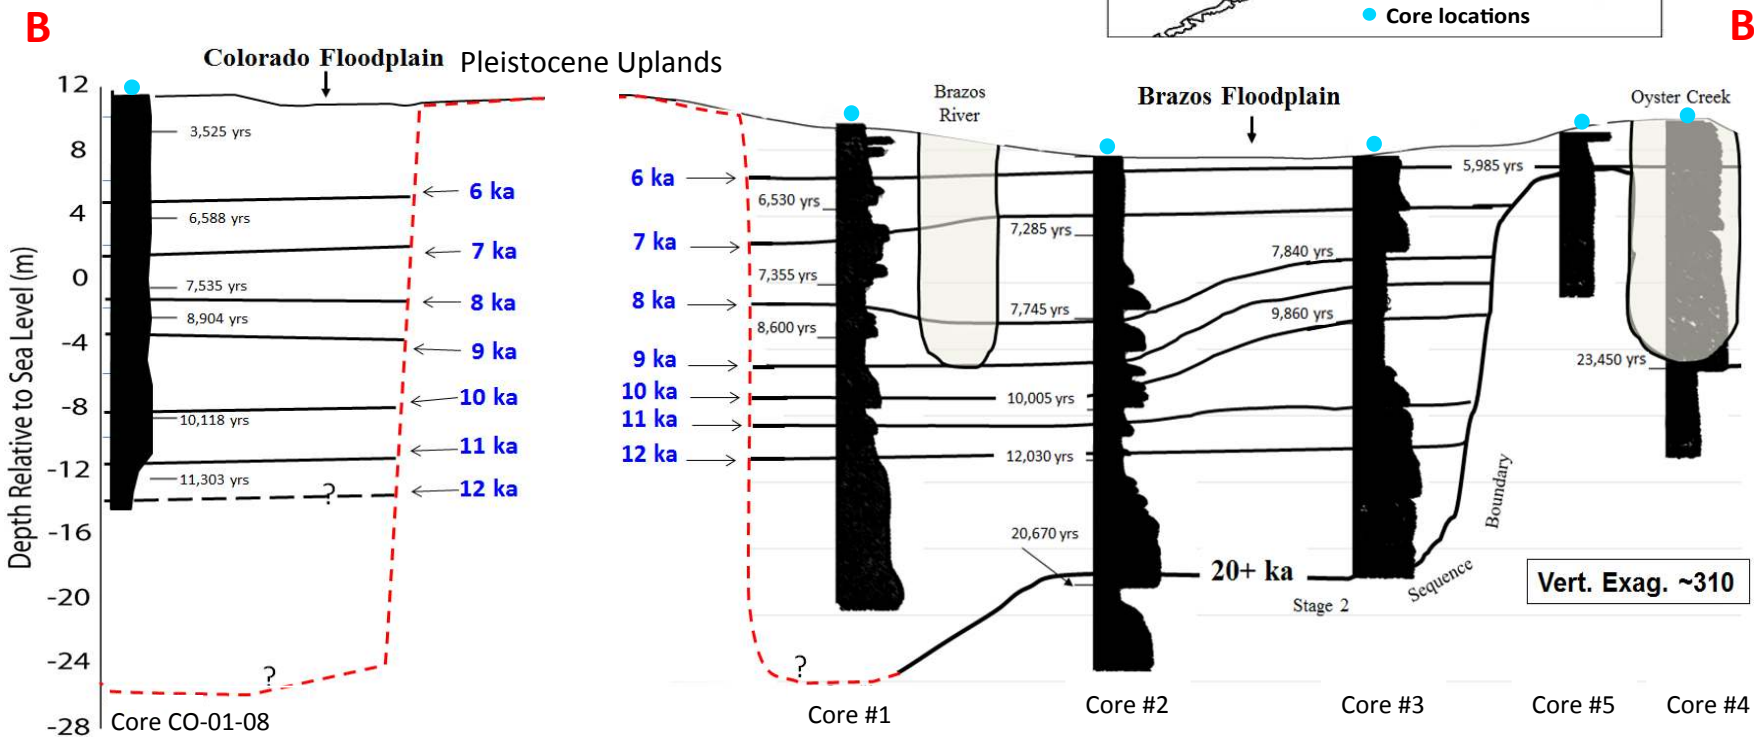 B
B
Core locations
Colorado Floodplain
Pleistocene Uplands
Brazos
River
Brazos Floodplain
Oyster Creek
Depth Relative to Sea Level (m)
12
8
4
0
-4
-8
-12
-16
-20
-24
-28
3,525 yrs
6,588 yrs
7,535 yrs
8,904 yrs
10,118 yrs
11,303 yrs
?
?
6 ka
7 ka
8 ka
9 ka
10 ka
11 ka
12 ka
6 ka
7 ka
8 ka
9 ka
10 ka
11 ka
12 ka
6,530 yrs
7,355 yrs
8,600 yrs
?
7,285 yrs
7,745 yrs
10,005 yrs
12,030 yrs
20,670 yrs
5,985 yrs
7,840 yrs
9,860 yrs
23,450 yrs
20+ ka
Stage 2
Sequence
Boundary
Vert. Exag. ~310
Core CO-01-08
Core #1
Core #2
Core #3
Core #5
Core #4